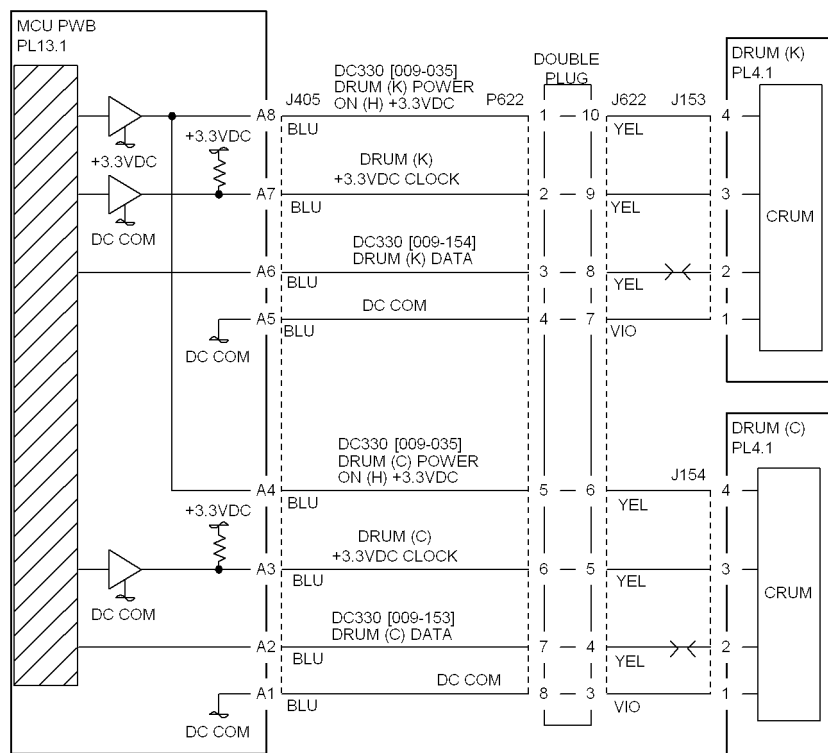 MCU PWB
PL13.1
DC330 [009-035]
DRUM (K) POWER
ON (H) +3.3VDC
DOUBLE
PLUG
DRUM (K)
PL4.1
A8 J405 P622 J622 J153
BLU 1 10 YEL 4
+3.3VDC
+3.3VDC
DRUM (K)
+3.3VDC CLOCK
A7 2 9 3
BLU YEL
CRUM
DC COM
DC330 [009-154]
DRUM (K) DATA
A6 3 8 2
BLU YEL
DC COM
A5 4 7 1
BLU VIO
DC COM
DRUM (C)
PL4.1
DC330 [009-035]
DRUM (C) POWER
ON (H) +3.3VDC
J154
A4 5 6 4
BLU YEL
+3.3VDC
DRUM (C)
+3.3VDC CLOCK
A3 6 5 3
BLU YEL
CRUM
DC COM
DC330 [009-153]
DRUM (C) DATA
A2 7 4 2
BLU YEL
DC COM
A1 8 3 1
BLU VIO
DC COM